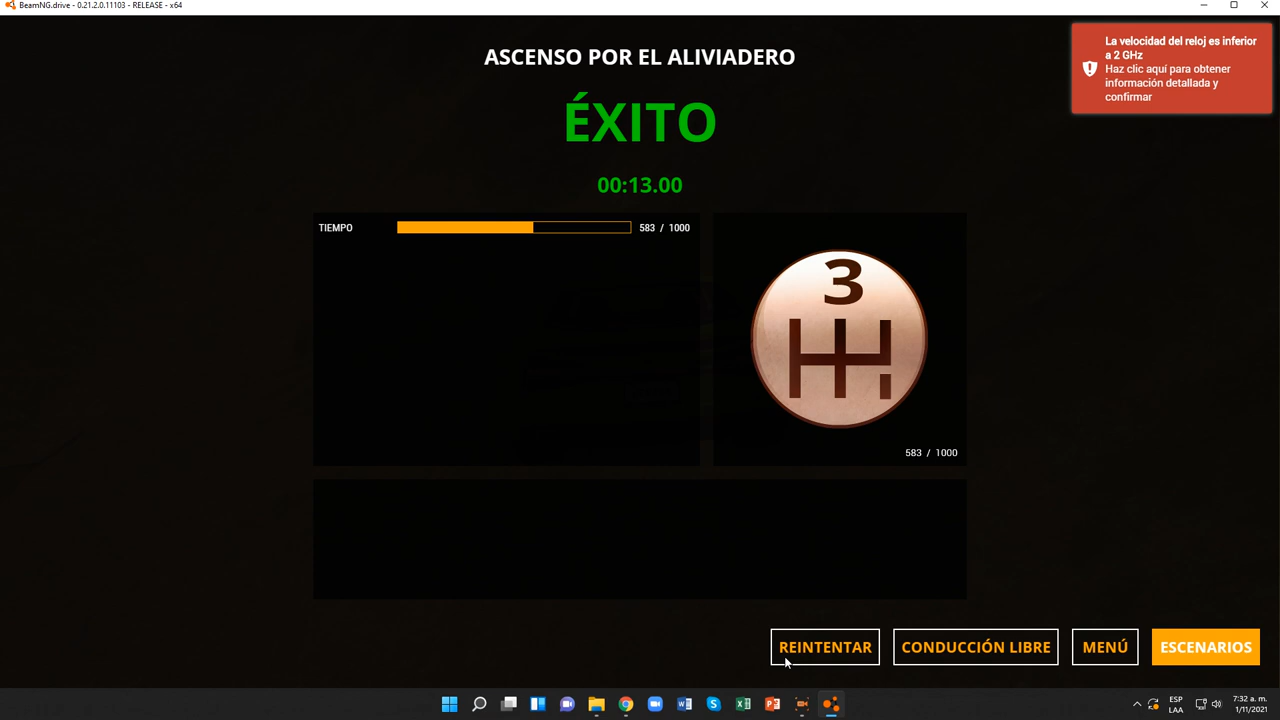 BeamNG.drive - 0.21.2.0.11103 - RELEASE - x64
La velocidad del reloj es inferior
a 2 GHz
Haz clic aquí para obtener
información detallada y
confirmar
ASCENSO POR EL ALIVIADERO
ÉXITO
00:13.00
TIEMPO 583 / 1000
3
583 / 1000
REINTENTAR CONDUCCIÓN LIBRE MENÚ ESCENARIOS
ESP
LAA
7:32 a. m.
1/11/2021